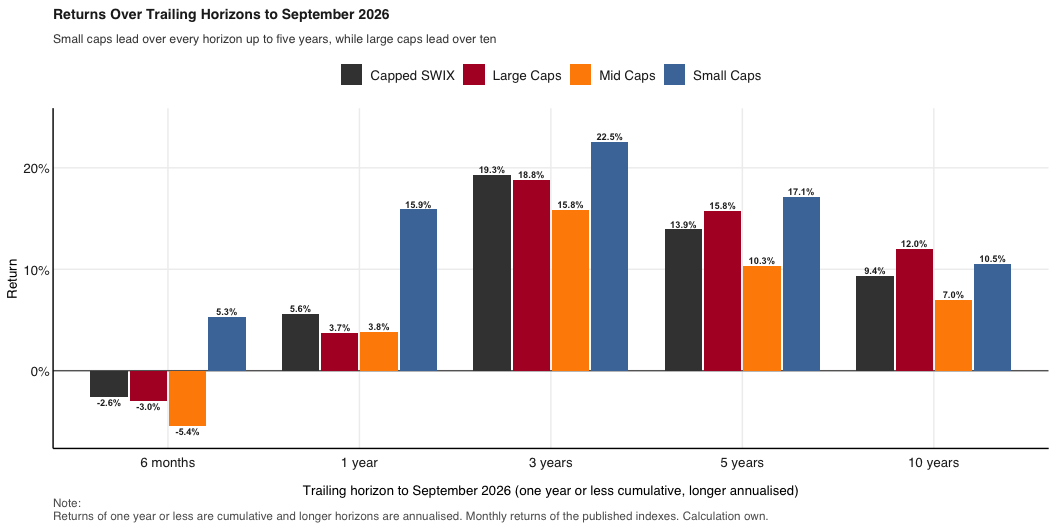 Returns Over Trailing Horizons to September 2026
Small caps lead over every horizon up to five years, while large caps lead over ten
Capped SWIX Large Caps Mid Caps Small Caps
22.5%
20% 19.3% 18.8% 15.8%
17.1%
15.9% 15.8%
13.9%
12.0%
10% 10.3% 9.4% 7.0% 10.5%
5.6% 3.7% 3.8%
5.3%
0%
-2.6% -3.0% -5.4%
Return
6 months 1 year 3 years 5 years 10 years
Trailing horizon to September 2026 (one year or less cumulative, longer annualised)
Note:
Returns of one year or less are cumulative and longer horizons are annualised. Monthly returns of the published indexes. Calculation own.